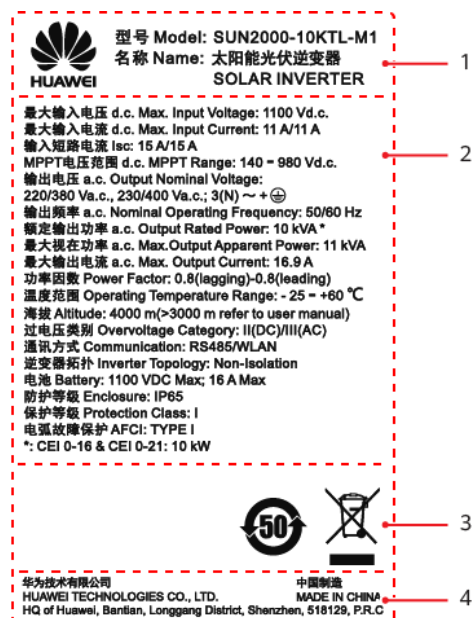 HUAWEI
型号 Model: SUN2000-10KTL-M1
名称 Name: 太阳能光伏逆变器
SOLAR INVERTER
1
最大输入电压 d.c. Max. Input Voltage: 1100 Vd.c.
最大输入电流 d.c. Max. Input Current: 11 A/11 A
输入短路电流 Isc: 15 A/15 A
MPPT电压范围 d.c. MPPT Range: 140 - 980 Vd.c.
2
输出电压 a.c. Output Nominal Voltage:
220/380 Va.c., 230/400 Va.c.; 3(N) ～ + ⏚
输出频率 a.c. Nominal Operating Frequency: 50/60 Hz
额定输出功率 a.c. Output Rated Power: 10 kVA *
最大视在功率 a.c. Max.Output Apparent Power: 11 kVA
最大输出电流 a.c. Max. Output Current: 16.9 A
功率因数 Power Factor: 0.8(lagging)-0.8(leading)
温度范围 Operating Temperature Range: - 25 - +60 ℃
海拔 Altitude: 4000 m(>3000 m refer to user manual)
过电压类别 Overvoltage Category: II(DC)/III(AC)
通讯方式 Communication: RS485/WLAN
逆变器拓扑 Inverter Topology: Non-Isolation
电池 Battery: 1100 VDC Max; 16 A Max
防护等级 Enclosure: IP65
保护等级 Protection Class: I
电弧故障保护 AFCI: TYPE I
*: CEI 0-16 & CEI 0-21: 10 kW
50
3
华为技术有限公司 中国制造
HUAWEI TECHNOLOGIES CO., LTD. MADE IN CHINA
4
HQ of Huawei, Bantian, Longgang District, Shenzhen, 518129, P.R.C